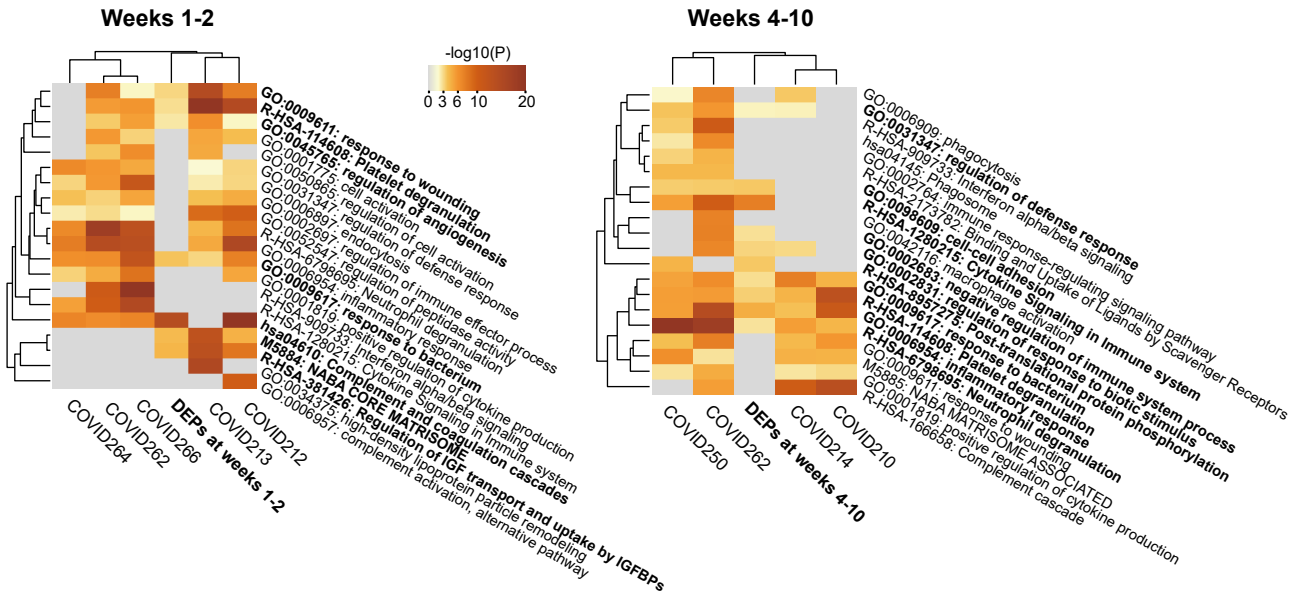 Weeks 1-2
Weeks 4-10
-log10(P)
0 3 6 10 20
GO:0009611: response to wounding
R-HSA-114608: Platelet degranulation
GO:0045765: regulation of angiogenesis
GO:0001775: cell activation
GO:0050865: regulation of cell activation
GO:0031347: regulation of defense response
GO:0006897: endocytosis
GO:0002697: regulation of immune effector process
GO:0052547: regulation of peptidase activity
R-HSA-6798695: Neutrophil degranulation
GO:0006954: inflammatory response
GO:0009617: response to bacterium
GO:0001819: positive regulation of cytokine production
R-HSA-909733: Interferon alpha/beta signaling
R-HSA-1280215: Cytokine Signaling in Immune system
hsa04610: Complement and coagulation cascades
M5884: NABA CORE MATRISOME
R-HSA-381426: Regulation of IGF transport and uptake by IGFBPs
GO:0034375: high-density lipoprotein particle remodeling
GO:0006957: complement activation, alternative pathway
COVID264
COVID262
COVID266
DEPs at weeks 1-2
COVID213
COVID212
GO:0006909: phagocytosis
GO:0031347: regulation of defense response
R-HSA-909733: Interferon alpha/beta signaling
hsa04145: Phagosome
GO:0002764: immune response-regulating signaling pathway
R-HSA-2173782: Binding and Uptake of Ligands by Scavenger Receptors
GO:0098609: cell-cell adhesion
R-HSA-1280215: Cytokine Signaling in Immune system
GO:0042116: macrophage activation
GO:0002683: negative regulation of immune system process
GO:0002831: regulation of response to biotic stimulus
R-HSA-8957275: Post-translational protein phosphorylation
GO:0009617: response to bacterium
R-HSA-114608: Platelet degranulation
GO:0006954: inflammatory response
R-HSA-6798695: Neutrophil degranulation
GO:0009611: response to wounding
M5885: NABA MATRISOME ASSOCIATED
GO:0001819: positive regulation of cytokine production
R-HSA-166658: Complement cascade
COVID250
COVID262
DEPs at weeks 4-10
COVID214
COVID210